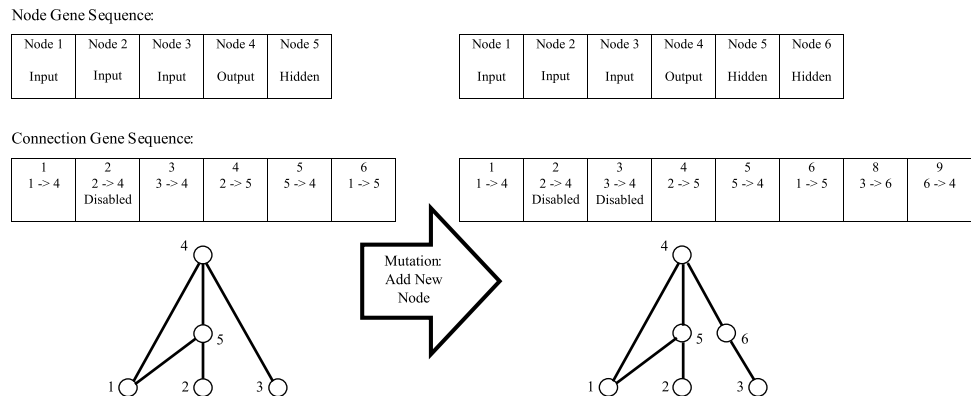 Node Gene Sequence:
Node 1 Node 2 Node 3 Node 4 Node 5
Input Input Input Output Hidden
Node 1 Node 2 Node 3 Node 4 Node 5 Node 6
Input Input Input Output Hidden Hidden
Connection Gene Sequence:
1 2 3 4 5 6
1 -> 4 2 -> 4 3 -> 4 2 -> 5 5 -> 4 1 -> 5
Disabled
1 2 3 4 5 6 8 9
1 -> 4 2 -> 4 3 -> 4 2 -> 5 5 -> 4 1 -> 5 3 -> 6 6 -> 4
Disabled Disabled
4
5
1 2 3
Mutation:
Add New
Node
4
5 6
1 2 3